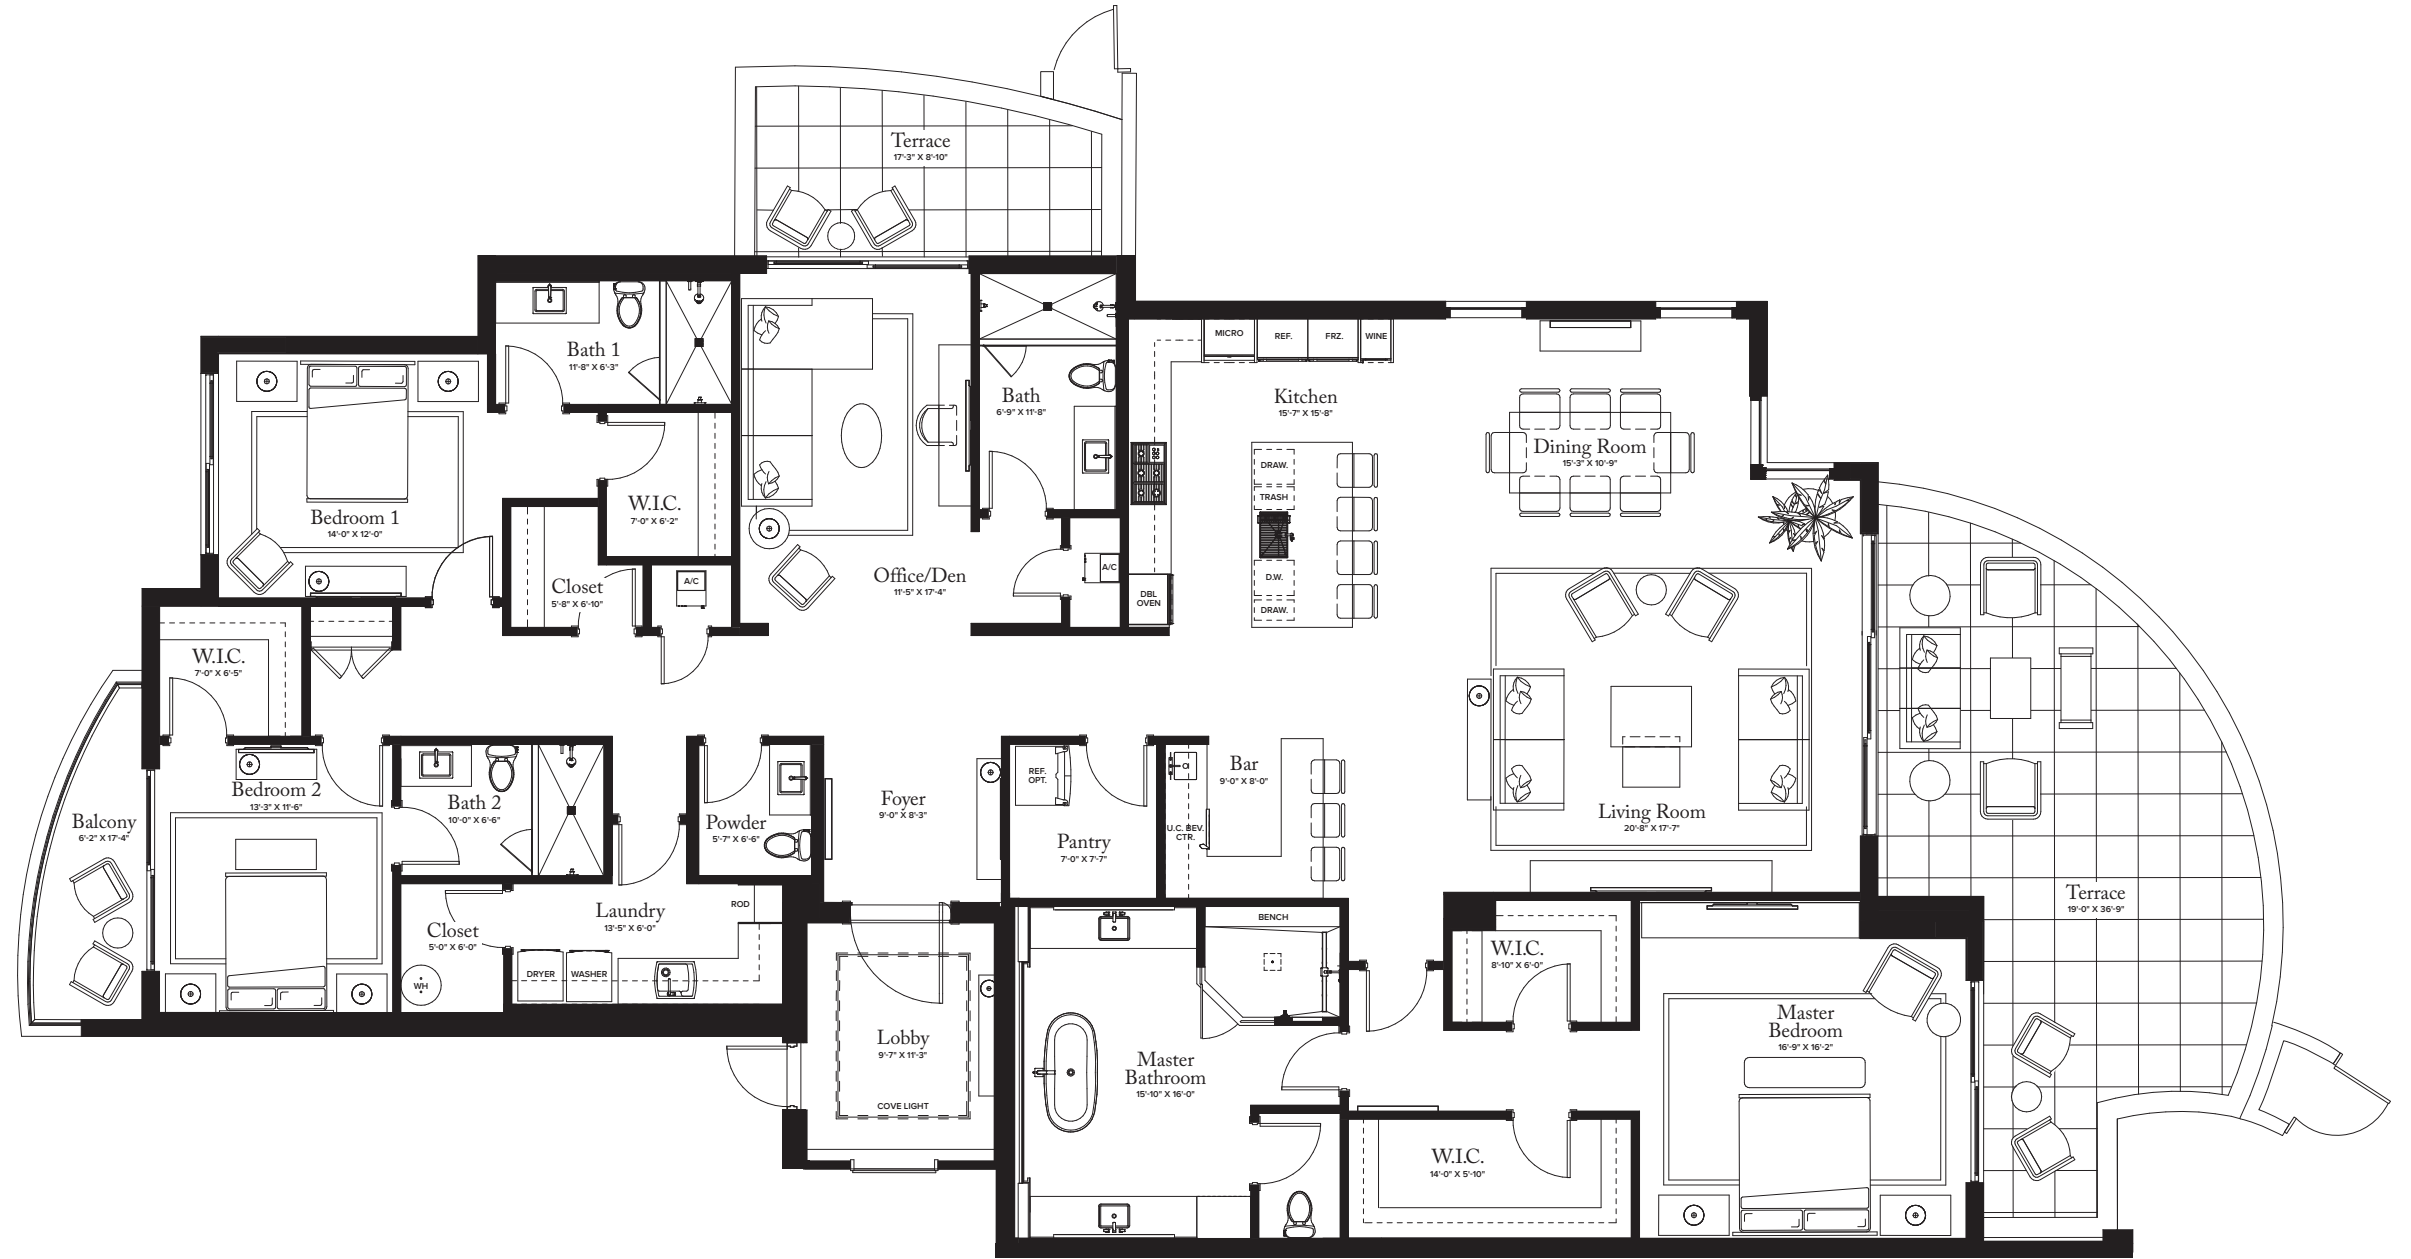 Terrace
17'-3" X 8'-10"
Bath 1
11'-8" X 6'-3"
Bath
6'-9" X 11'-8"
MICRO
REF.
FRZ.
WINE
Kitchen
15'-7" X 15'-8"
Dining Room
15'-3" X 10'-9"
DRAW.
TRASH
D.W.
DRAW.
DBL
OVEN
Bedroom 1
14'-0" X 12'-0"
W.I.C.
7'-0" X 6'-2"
Closet
5'-8" X 6'-10"
A/C
Office/Den
11'-5" X 17'-4"
A/C
W.I.C.
7'-0" X 6'-5"
Balcony
6'-2" X 17'-4"
Bedroom 2
13'-3" X 11'-6"
Bath 2
10'-0" X 6'-6"
Powder
5'-7" X 6'-6"
Foyer
9'-0" X 8'-3"
REF.
OPT.
Pantry
7'-0" X 7'-7"
Bar
9'-0" X 8'-0"
U.C. BEV.
CTR.
Living Room
20'-8" X 17'-7"
Terrace
19'-0" X 36'-9"
Closet
5'-0" X 6'-0"
WH
Laundry
13'-5" X 6'-0"
ROD
DRYER
WASHER
Lobby
9'-7" X 11'-3"
COVE LIGHT
BENCH
Master
Bathroom
15'-10" X 16'-0"
W.I.C.
8'-10" X 6'-0"
W.I.C.
14'-0" X 5'-10"
Master
Bedroom
16'-9" X 16'-2"